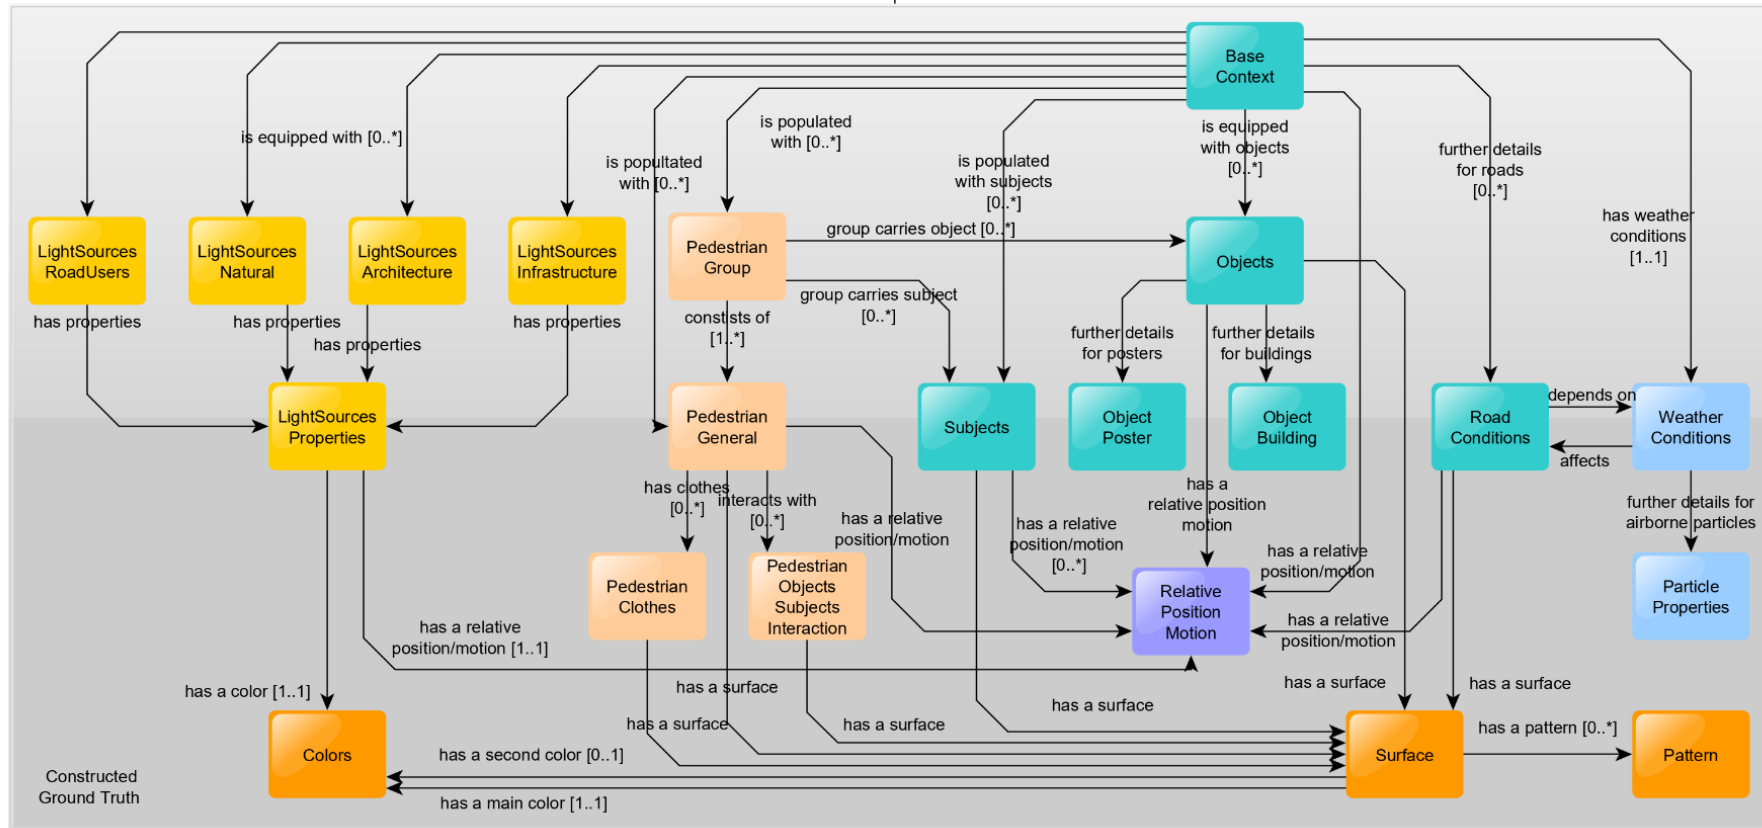 Base
Context
is equipped with [0..*]
is popultated
with [0..*]
is populated
with [0..*]
is populated
with subjects
[0..*]
is equipped
with objects
[0..*]
further details
for roads
[0..*]
has weather
conditions
[1..1]
LightSources
RoadUsers
LightSources
Natural
LightSources
Architecture
LightSources
Infrastructure
Pedestrian
Group
group carries object [0..*]
Objects
group carries subject
[0..*]
has properties
has properties
has properties
has properties
constists of
[1..*]
further details
for posters
further details
for buildings
LightSources
Properties
Pedestrian
General
Subjects
Object
Poster
Object
Building
Road
Conditions
depends on
affects
Weather
Conditions
has clothes
[0..*]
interacts with
[0..*]
has a relative
position/motion
has a relative
position/motion
[0..*]
has a
relative position
motion
has a relative
position/motion
further details for
airborne particles
Pedestrian
Clothes
Pedestrian
Objects
Subjects
Interaction
Relative
Position
Motion
has a relative
position/motion
Particle
Properties
has a relative
position/motion [1..1]
has a color [1..1]
has a surface
has a surface
has a surface
has a surface
has a surface
has a surface
Colors
has a second color [0..1]
has a main color [1..1]
Surface
has a pattern [0..*]
Pattern
Constructed
Ground Truth